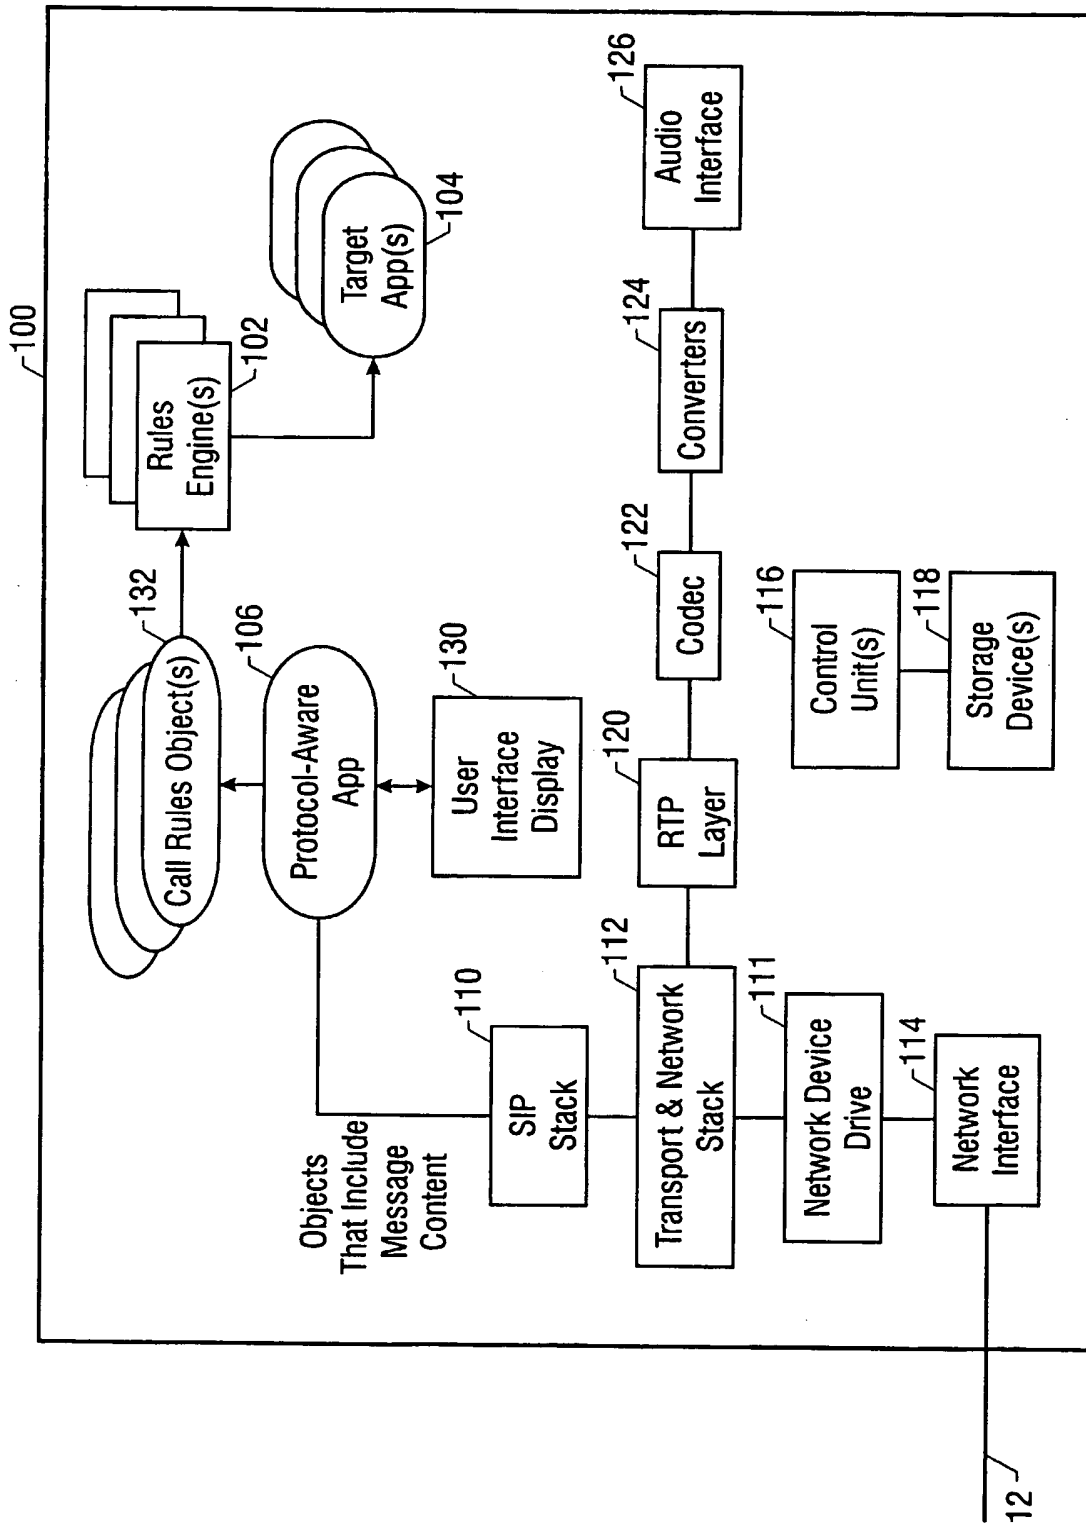 100
132
Call Rules Object(s)
Rules
Engine(s)
102
Target
App(s)
104
106
Protocol-Aware
App
130
User
Interface
Display
Objects
That Include
Message
Content
110
SIP
Stack
112
Transport & Network
Stack
120
RTP
Layer
122
Codec
124
Converters
126
Audio
Interface
111
Network Device
Drive
114
Network
Interface
116
Control
Unit(s)
118
Storage
Device(s)
12